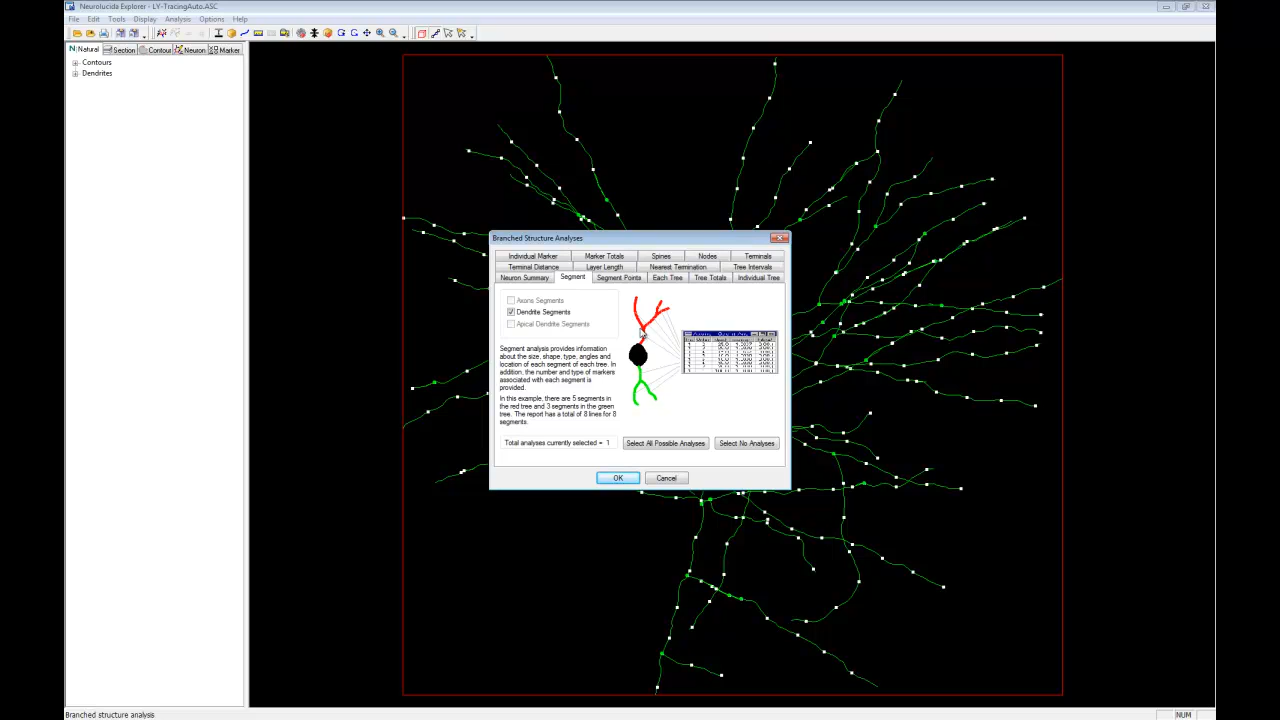 Neurolucida Explorer - LY-TracingAuto.ASC
File Edit Tools Display Analysis Options Help
Natural Section Contour Neuron Marker
Contours
Dendrites
Branched Structure Analyses
Individual Marker Marker Totals Spines Nodes Terminals
Terminal Distance Layer Length Nearest Termination Tree Intervals
Neuron Summary Segment Segment Points Each Tree Tree Totals Individual Tree
Axons Segments
Dendrite Segments
Apical Dendrite Segments
Segment analysis provides information
about the size, shape, type, angles and
location of each segment of each tree. In
addition, the number and type of markers
associated with each segment is
provided.
In this example, there are 5 segments in
the red tree and 3 segments in the green
tree. The report has a total of 8 lines for 8
segments.
Total analyses currently selected = 1
Select All Possible Analyses
Select No Analyses
OK
Cancel
Branched structure analysis
NUM